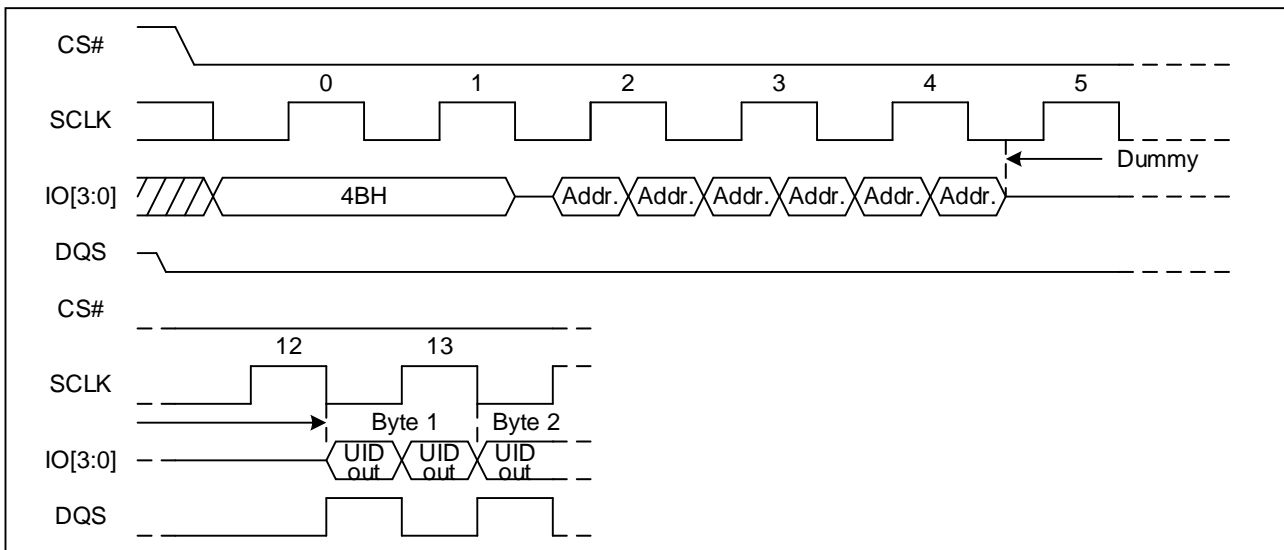 CS#
0 1 2 3 4 5
SCLK
Dummy
IO[3:0] 4BH Addr. Addr. Addr. Addr. Addr. Addr.
DQS
CS#
12 13
SCLK
Byte 1 Byte 2
IO[3:0] UID out UID out UID out
DQS